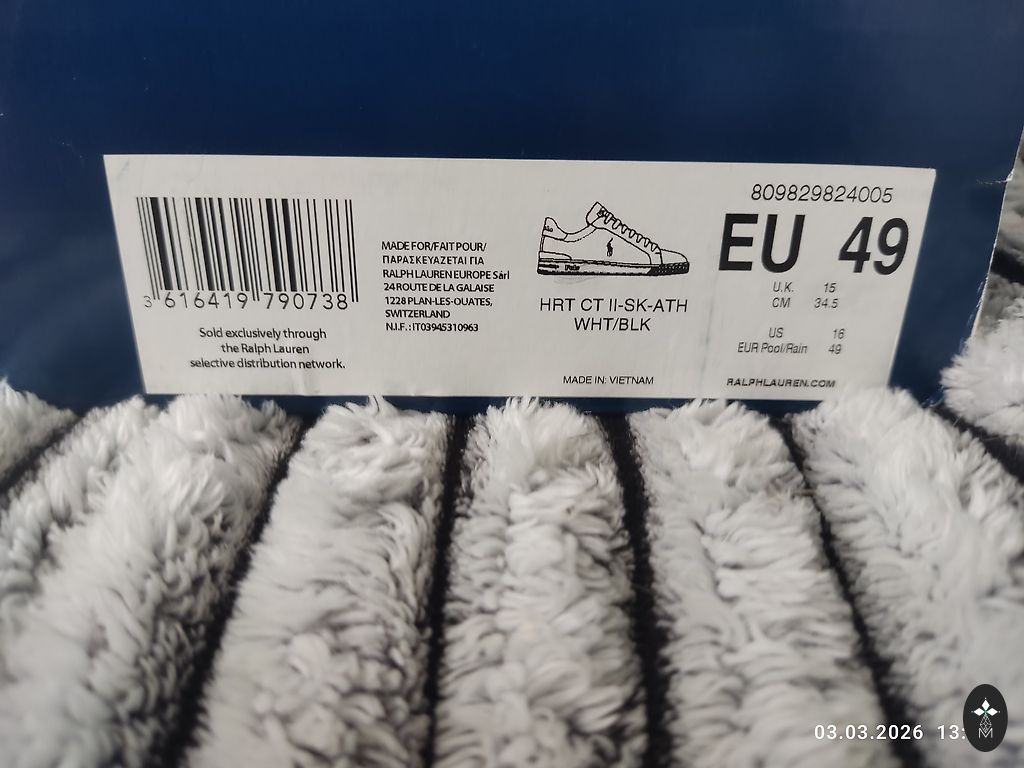 3 616419 790738
Sold exclusively through
the Ralph Lauren
selective distribution network.
MADE FOR/FAIT POUR/
ΠΑΡΑΣΚΕΥΑΖΕΤΑΙ ΓΙΑ
RALPH LAUREN EUROPE Sárl
24 ROUTE DE LA GALAISE
1228 PLAN-LES-OUATES,
SWITZERLAND
N.I.F.:IT03945310963
Polo
HRT CT II-SK-ATH
WHT/BLK
MADE IN: VIETNAM
809829824005
EU 49
U.K. 15
CM 34.5
US 16
EUR Pool/Rain 49
RALPHLAUREN.COM
03.03.2026 13:
M